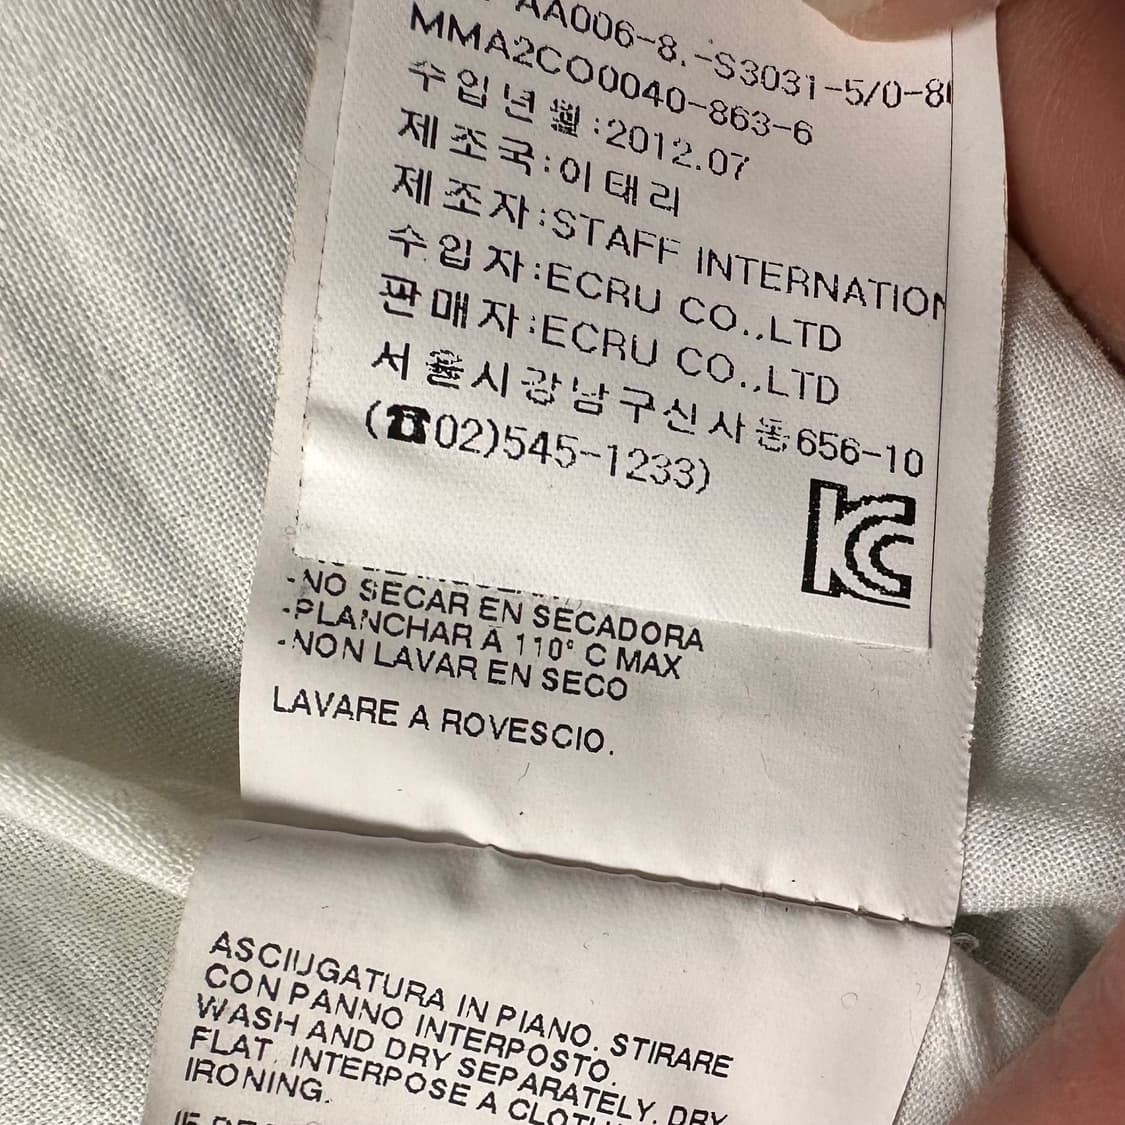 AA006-8.-S3031-5/0-8
MMA2CO0040-863-6
수입년월:2012.07
제조국:이태리
제조자:STAFF INTERNATION
수입자:ECRU CO.,LTD
판매자:ECRU CO.,LTD
서울시강남구신사동656-10
(☎02)545-1233)
KC
-NO SECAR EN SECADORA
-PLANCHAR A 110° C MAX
-NON LAVAR EN SECO
LAVARE A ROVESCIO.
ASCIUGATURA IN PIANO. STIRARE
CON PANNO INTERPOSTO.
WASH AND DRY SEPARATELY. DRY
FLAT. INTERPOSE A CLOTH
IRONING.